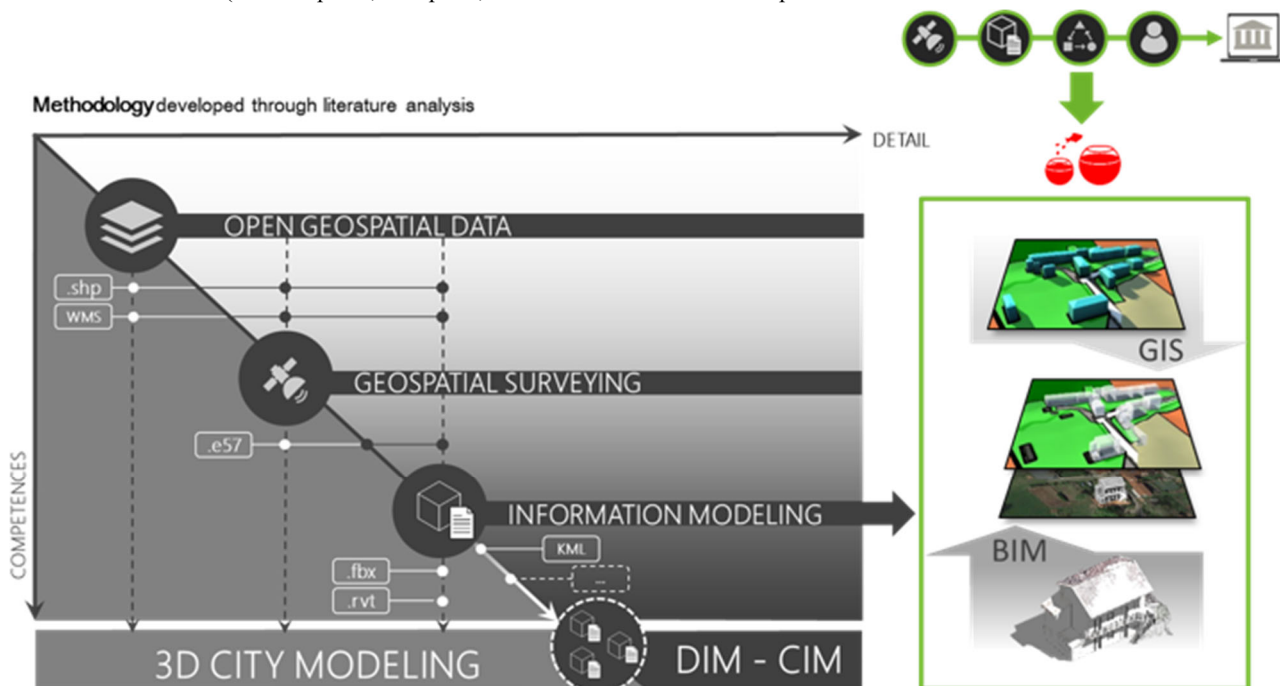 Methodology developed through literature analysis
DETAIL
OPEN GEOSPATIAL DATA
.shp
WMS
GIS
GEOSPATIAL SURVEYING
.e57
COMPETENCES
INFORMATION MODELING
KML
BIM
.fbx
...
.rvt
3D CITY MODELING
DIM - CIM